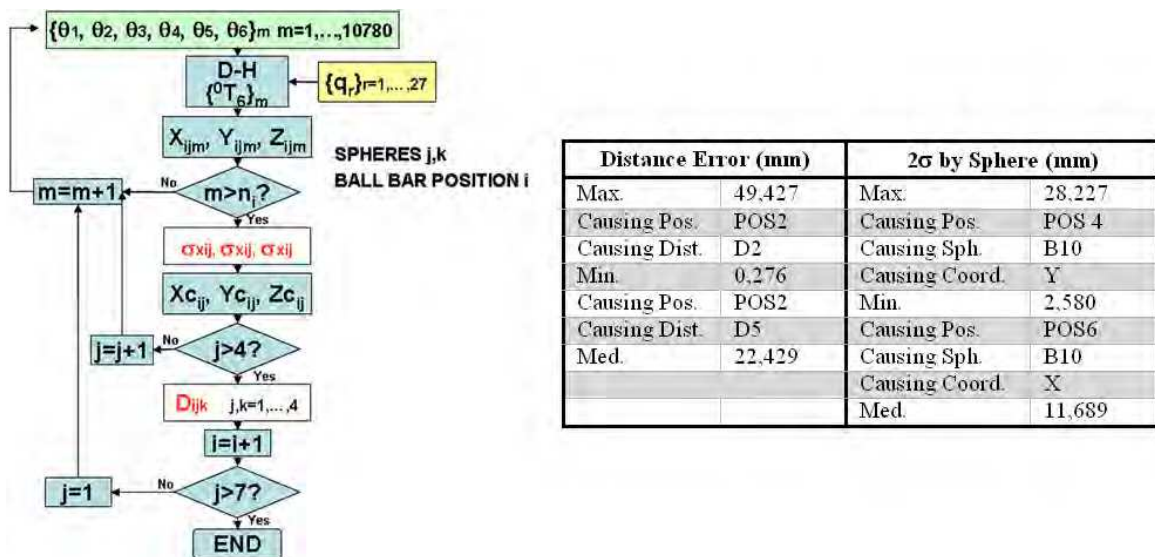 {θ1, θ2, θ3, θ4, θ5, θ6}m m=1,...,10780
D-H
{⁰T6}m
{qr}r=1,...,27
Xijm, Yijm, Zijm
SPHERES j,k
BALL BAR POSITION i
m=m+1
No
m>ni?
Yes
σxij, σxij, σxij
Xcij, Ycij, Zcij
j=j+1
No
j>4?
Yes
Dijk j,k=1,...,4
i=i+1
j=1
No
j>7?
Yes
END
Distance Error (mm) 2σ by Sphere (mm)
Max. 49,427 Max. 28,227
Causing Pos. POS2 Causing Pos. POS 4
Causing Dist. D2 Causing Sph. B10
Min. 0,276 Causing Coord. Y
Causing Pos. POS2 Min. 2,580
Causing Dist. D5 Causing Pos. POS6
Med. 22,429 Causing Sph. B10
Causing Coord. X
Med. 11,689